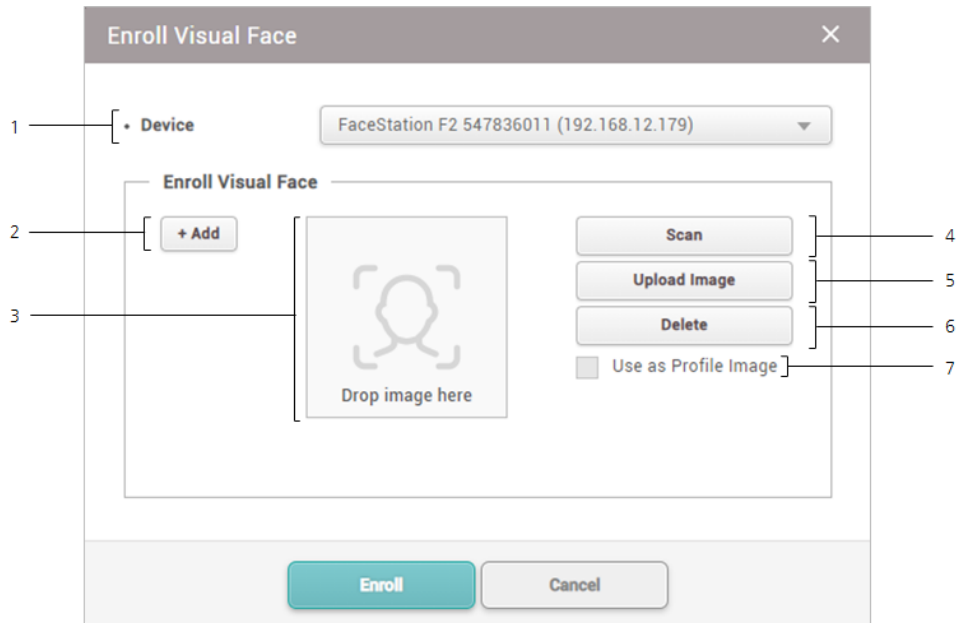 Enroll Visual Face
1
• Device
FaceStation F2 547836011 (192.168.12.179)
Enroll Visual Face
2
+ Add
Scan
4
Upload Image
5
3
Delete
6
Use as Profile Image
7
Drop image here
Enroll
Cancel